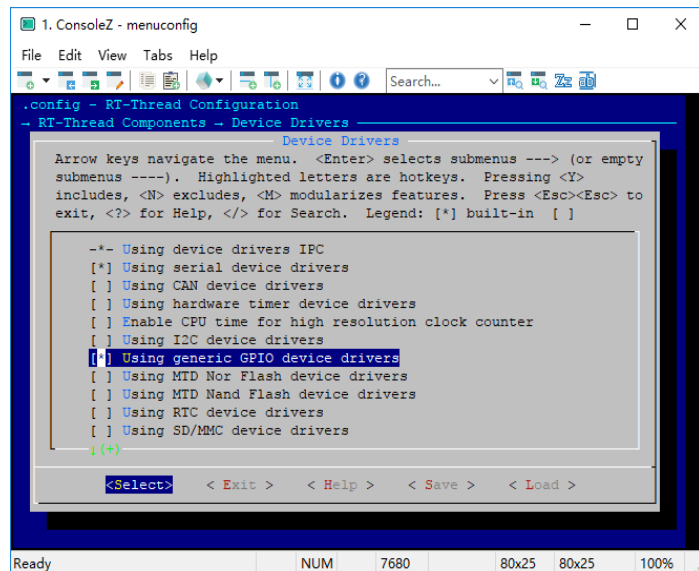 1. ConsoleZ - menuconfig
File Edit View Tabs Help
Search...
.config - RT-Thread Configuration
→ RT-Thread Components → Device Drivers
Device Drivers
Arrow keys navigate the menu. <Enter> selects submenus ---> (or empty
submenus ----). Highlighted letters are hotkeys. Pressing <Y>
includes, <N> excludes, <M> modularizes features. Press <Esc><Esc> to
exit, <?> for Help, </> for Search. Legend: [*] built-in [ ]
-*- Using device drivers IPC
[*] Using serial device drivers
[ ] Using CAN device drivers
[ ] Using hardware timer device drivers
[ ] Enable CPU time for high resolution clock counter
[ ] Using I2C device drivers
[*] Using generic GPIO device drivers
[ ] Using MTD Nor Flash device drivers
[ ] Using MTD Nand Flash device drivers
[ ] Using RTC device drivers
[ ] Using SD/MMC device drivers
↓(+)
<Select> < Exit > < Help > < Save > < Load >
Ready NUM 7680 80x25 80x25 100%